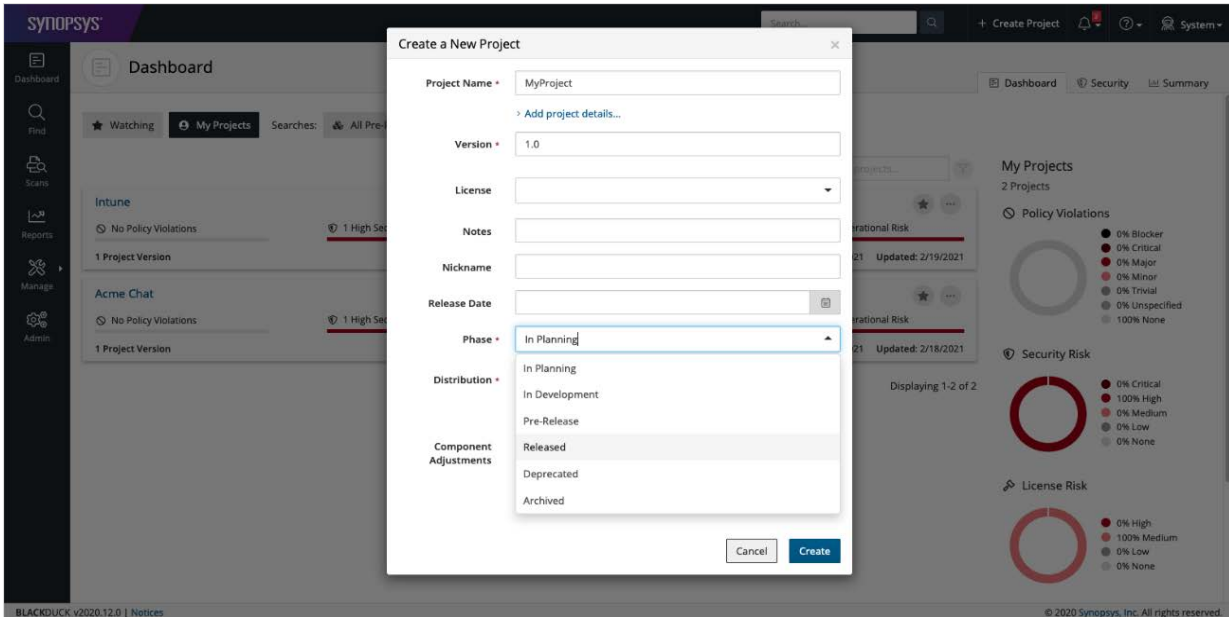 SYNOPSYS
Search...
+ Create Project
System
Dashboard
Find
Scans
Reports
Manage
Admin
Dashboard
Dashboard
Security
Summary
Watching
My Projects
Searches:
All Pre-
projects...
Intune
No Policy Violations
1 High Sec
erational Risk
1 Project Version
21 Updated: 2/19/2021
Acme Chat
No Policy Violations
1 High Sec
erational Risk
1 Project Version
21 Updated: 2/18/2021
Displaying 1-2 of 2
Create a New Project
Project Name •
MyProject
> Add project details...
Version •
1.0
License
Notes
Nickname
Release Date
Phase •
In Planning
In Planning
In Development
Pre-Release
Released
Deprecated
Archived
Distribution •
Component
Adjustments
Cancel
Create
My Projects
2 Projects
Policy Violations
0% Blocker
0% Critical
0% Major
0% Minor
0% Trivial
0% Unspecified
100% None
Security Risk
0% Critical
100% High
0% Medium
0% Low
0% None
License Risk
0% High
100% Medium
0% Low
0% None
BLACKDUCK v2020.12.0 | Notices
© 2020 Synopsys, Inc. All rights reserved.